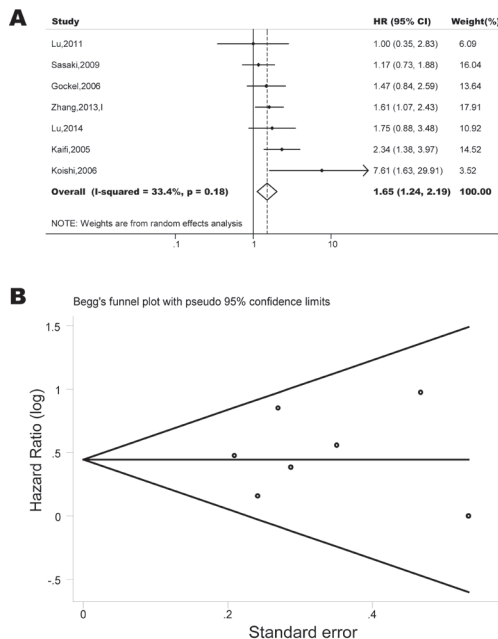 A
Study HR (95% CI) Weight(%)
Lu,2011 1.00 (0.35, 2.83) 6.09
Sasaki,2009 1.17 (0.73, 1.88) 16.04
Gockel,2006 1.47 (0.84, 2.59) 13.64
Zhang,2013,I 1.61 (1.07, 2.43) 17.91
Lu,2014 1.75 (0.88, 3.48) 10.92
Kaifi,2005 2.34 (1.38, 3.97) 14.52
Koishi,2006 7.61 (1.63, 29.91) 3.52
Overall (I-squared = 33.4%, p = 0.18) 1.65 (1.24, 2.19) 100.00
NOTE: Weights are from random effects analysis
.1 1 10
B
Begg's funnel plot with pseudo 95% confidence limits
1.5
1
.5
0
-.5
Hazard Ratio (log)
0 .2 .4
Standard error